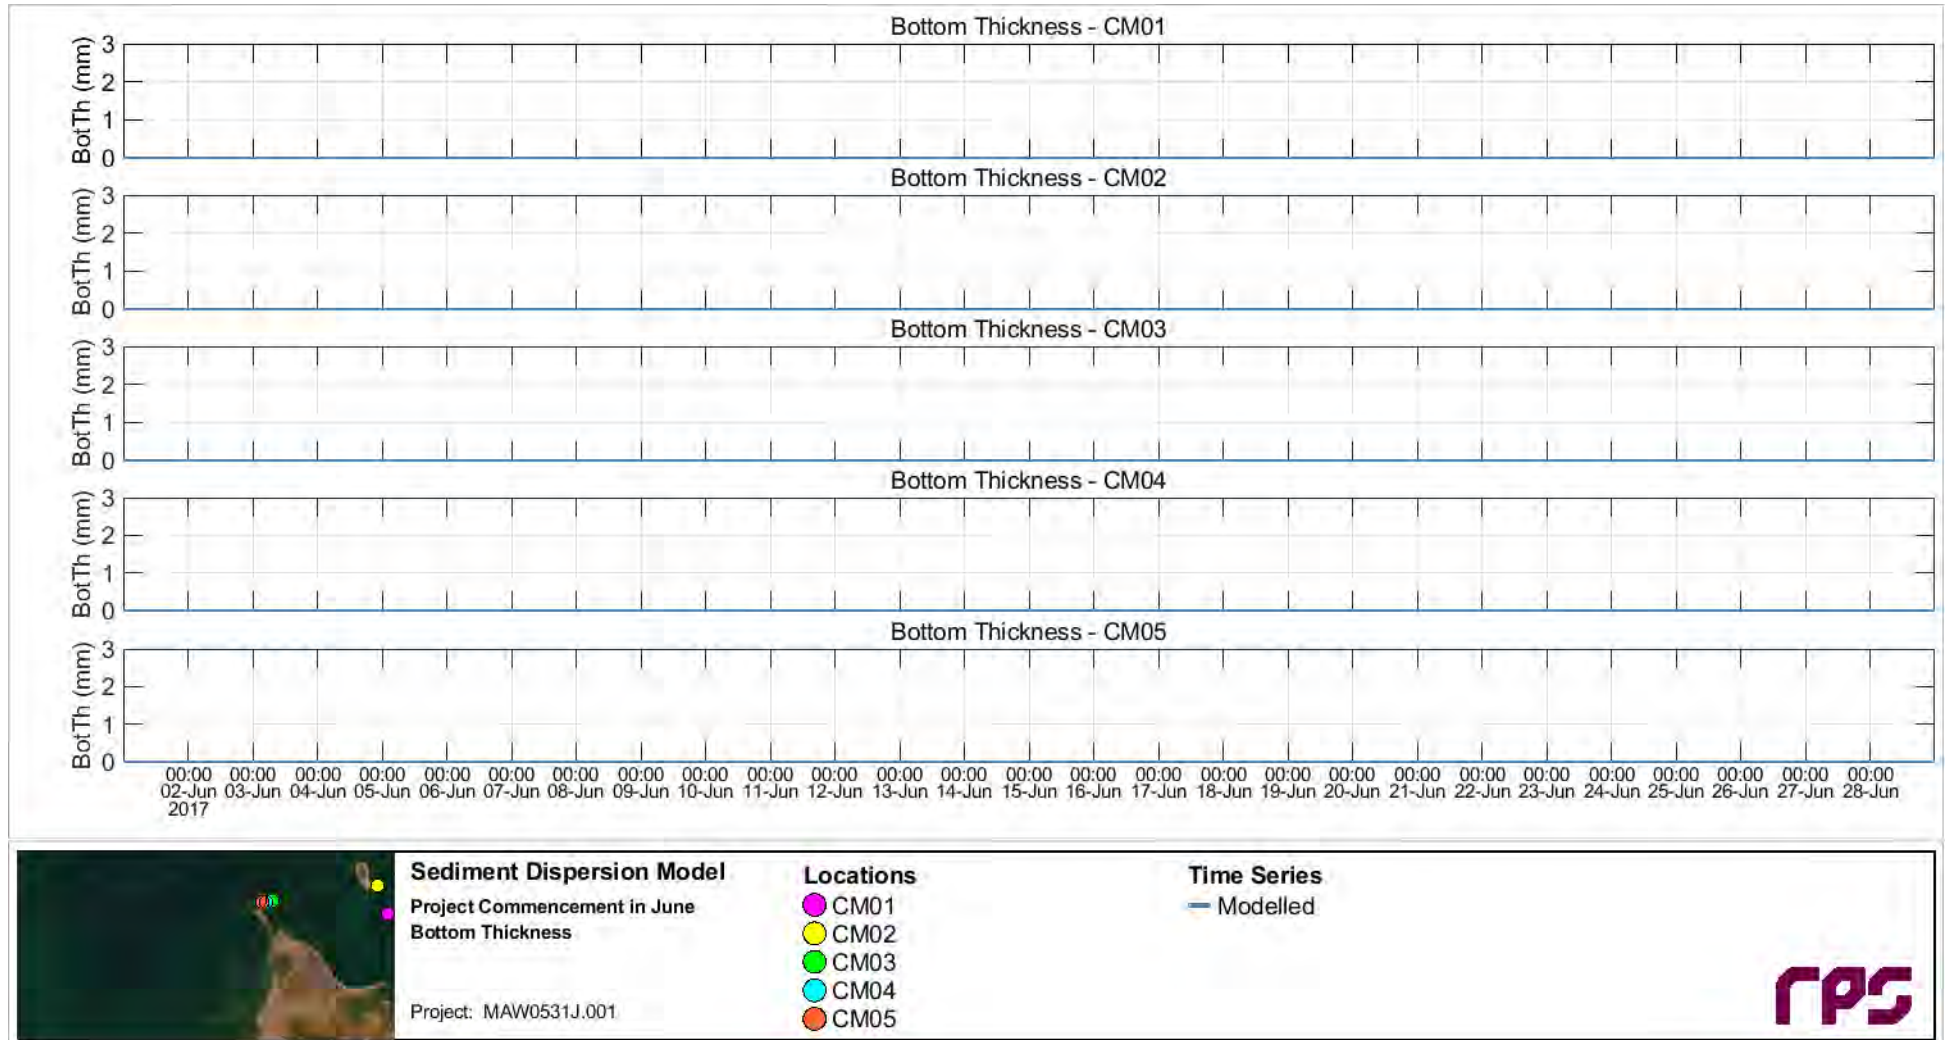 Bottom Thickness - CM01
BotTh (mm)
3
2
1
0
Bottom Thickness - CM02
BotTh (mm)
3
2
1
0
Bottom Thickness - CM03
BotTh (mm)
3
2
1
0
Bottom Thickness - CM04
BotTh (mm)
3
2
1
0
Bottom Thickness - CM05
BotTh (mm)
3
2
1
0
00:00 00:00 00:00 00:00 00:00 00:00 00:00 00:00 00:00 00:00 00:00 00:00 00:00 00:00 00:00 00:00 00:00 00:00 00:00 00:00 00:00 00:00 00:00 00:00 00:00 00:00 00:00
02-Jun 03-Jun 04-Jun 05-Jun 06-Jun 07-Jun 08-Jun 09-Jun 10-Jun 11-Jun 12-Jun 13-Jun 14-Jun 15-Jun 16-Jun 17-Jun 18-Jun 19-Jun 20-Jun 21-Jun 22-Jun 23-Jun 24-Jun 25-Jun 26-Jun 27-Jun 28-Jun
2017
Sediment Dispersion Model
Project Commencement in June
Bottom Thickness
Project: MAW0531J.001
Locations
CM01
CM02
CM03
CM04
CM05
Time Series
Modelled
rps